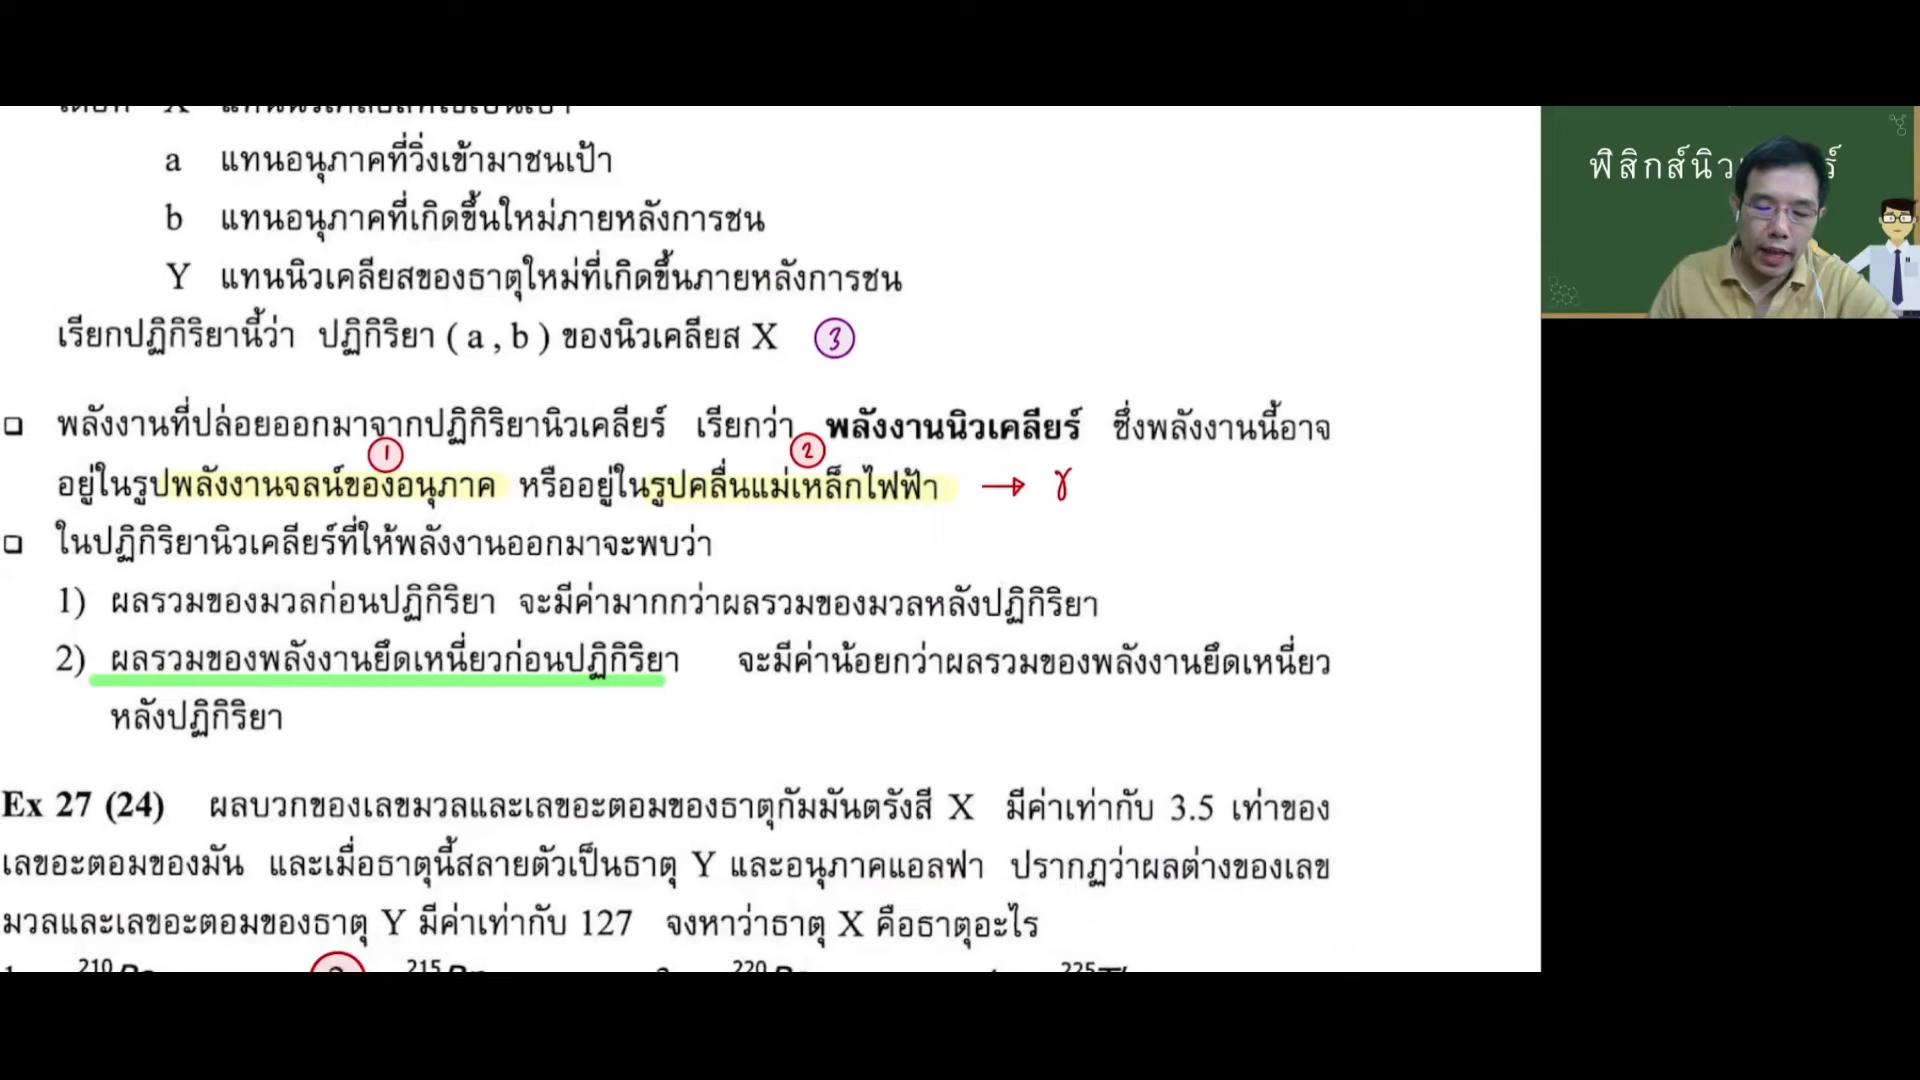 a แทนอนุภาคที่วิ่งเข้ามาชนเป้า
b แทนอนุภาคที่เกิดขึ้นใหม่ภายหลังการชน
Y แทนนิวเคลียสของธาตุใหม่ที่เกิดขึ้นภายหลังการชน
เรียกปฏิกิริยานี้ว่า ปฏิกิริยา ( a , b ) ของนิวเคลียส X ③
❑ พลังงานที่ปล่อยออกมาจากปฏิกิริยานิวเคลียร์ เรียกว่า พลังงานนิวเคลียร์ ซึ่งพลังงานนี้อาจ
① ②
อยู่ในรูปพลังงานจลน์ของอนุภาค หรืออยู่ในรูปคลื่นแม่เหล็กไฟฟ้า → γ
❑ ในปฏิกิริยานิวเคลียร์ที่ให้พลังงานออกมาจะพบว่า
1) ผลรวมของมวลก่อนปฏิกิริยา จะมีค่ามากกว่าผลรวมของมวลหลังปฏิกิริยา
2) ผลรวมของพลังงานยึดเหนี่ยวก่อนปฏิกิริยา จะมีค่าน้อยกว่าผลรวมของพลังงานยึดเหนี่ยว
หลังปฏิกิริยา
Ex 27 (24) ผลบวกของเลขมวลและเลขอะตอมของธาตุกัมมันตรังสี X มีค่าเท่ากับ 3.5 เท่าของ
เลขอะตอมของมัน และเมื่อธาตุนี้สลายตัวเป็นธาตุ Y และอนุภาคแอลฟา ปรากฏว่าผลต่างของเลข
มวลและเลขอะตอมของธาตุ Y มีค่าเท่ากับ 127 จงหาว่าธาตุ X คือธาตุอะไร
210 215 220 225